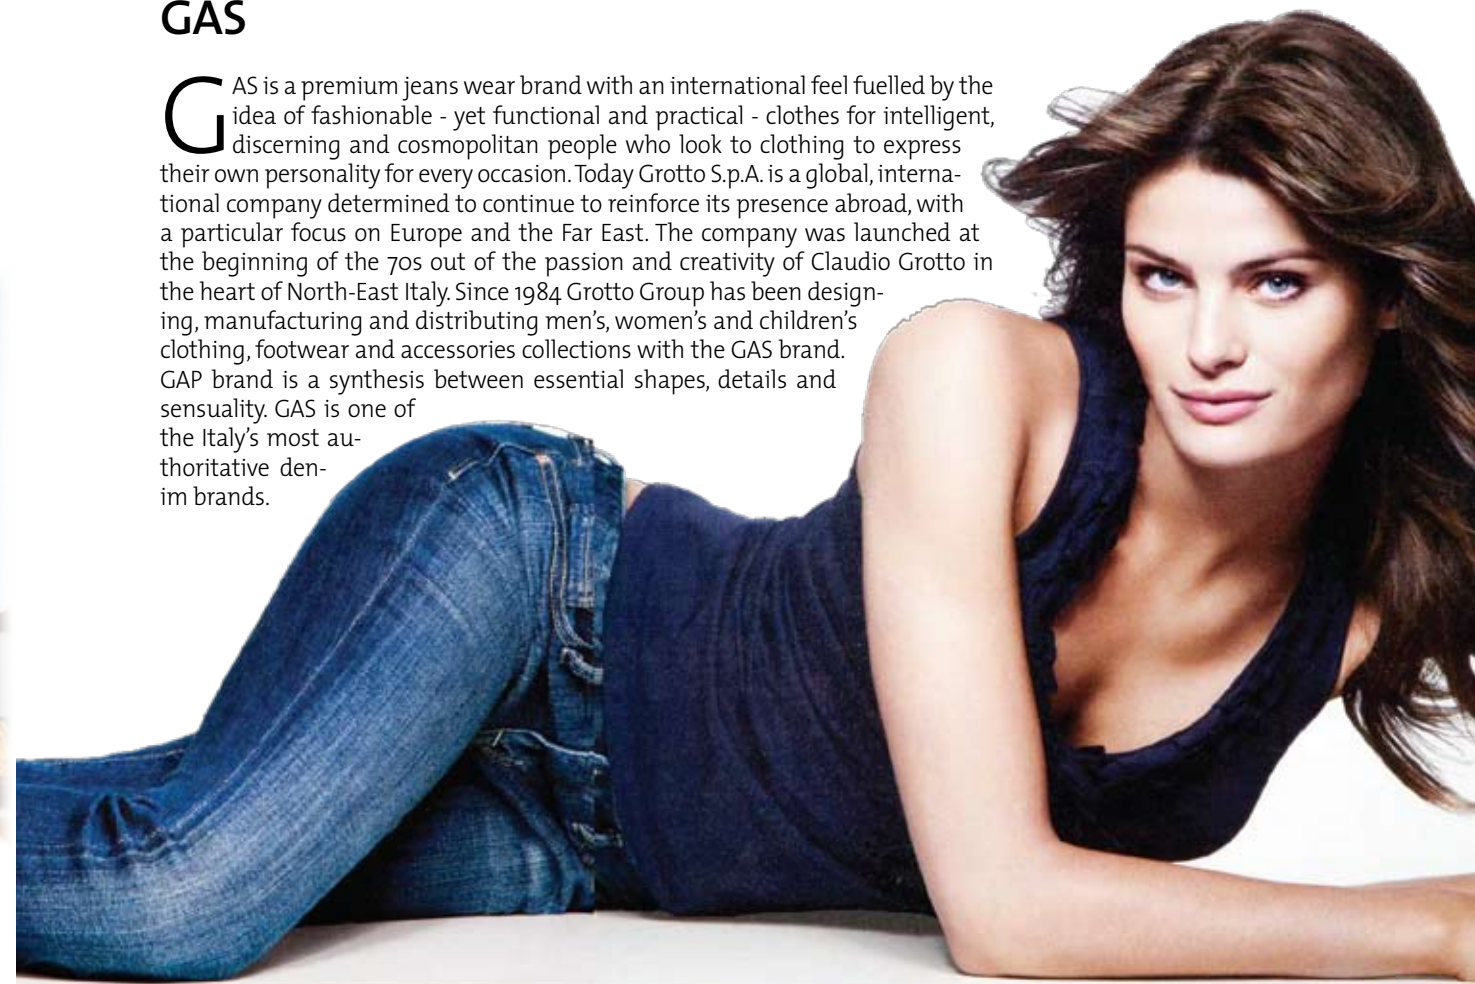 GAS
GAS is a premium jeans wear brand with an international feel fuelled by the
idea of fashionable - yet functional and practical - clothes for intelligent,
discerning and cosmopolitan people who look to clothing to express
their own personality for every occasion. Today Grotto S.p.A. is a global, interna-
tional company determined to continue to reinforce its presence abroad, with
a particular focus on Europe and the Far East. The company was launched at
the beginning of the 70s out of the passion and creativity of Claudio Grotto in
the heart of North-East Italy. Since 1984 Grotto Group has been design-
ing, manufacturing and distributing men's, women's and children's
clothing, footwear and accessories collections with the GAS brand.
GAP brand is a synthesis between essential shapes, details and
sensuality. GAS is one of
the Italy's most au-
thoritative den-
im brands.